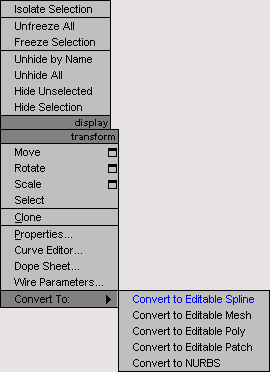 Isolate Selection
Unfreeze All
Freeze Selection
Unhide by Name
Unhide All
Hide Unselected
Hide Selection
display
transform
Move
Rotate
Scale
Select
Clone
Properties...
Curve Editor...
Dope Sheet...
Wire Parameters...
Convert To:
Convert to Editable Spline
Convert to Editable Mesh
Convert to Editable Poly
Convert to Editable Patch
Convert to NURBS